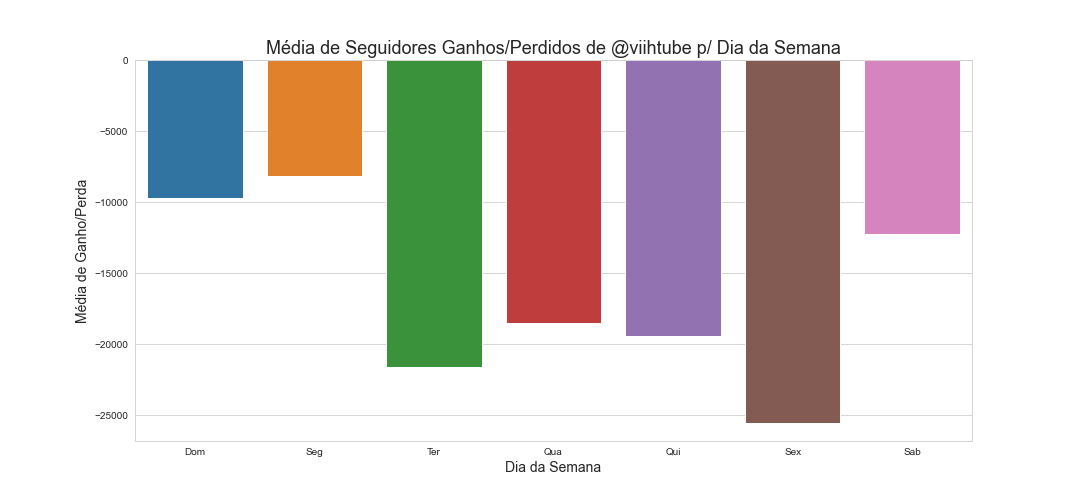 Média de Seguidores Ganhos/Perdidos de @viihtube p/ Dia da Semana
Média de Ganho/Perda
0
−5000
−10000
−15000
−20000
−25000
Dom Seg Ter Qua Qui Sex Sab
Dia da Semana